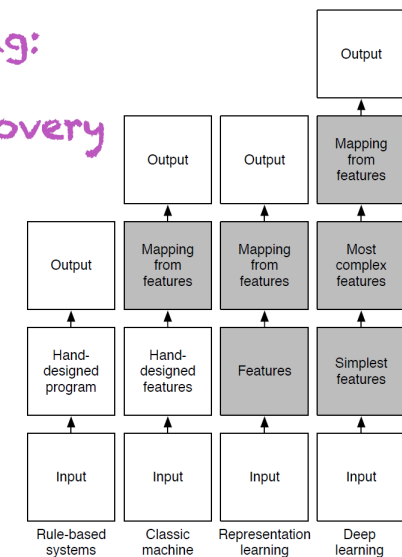 g:
overy
Output
Output
Output
Mapping
from
features
Output
Mapping
from
features
Mapping
from
features
Most
complex
features
Hand-
designed
program
Hand-
designed
features
Features
Simplest
features
Input
Input
Input
Input
Rule-based
systems
Classic
machine
Representation
learning
Deep
learning